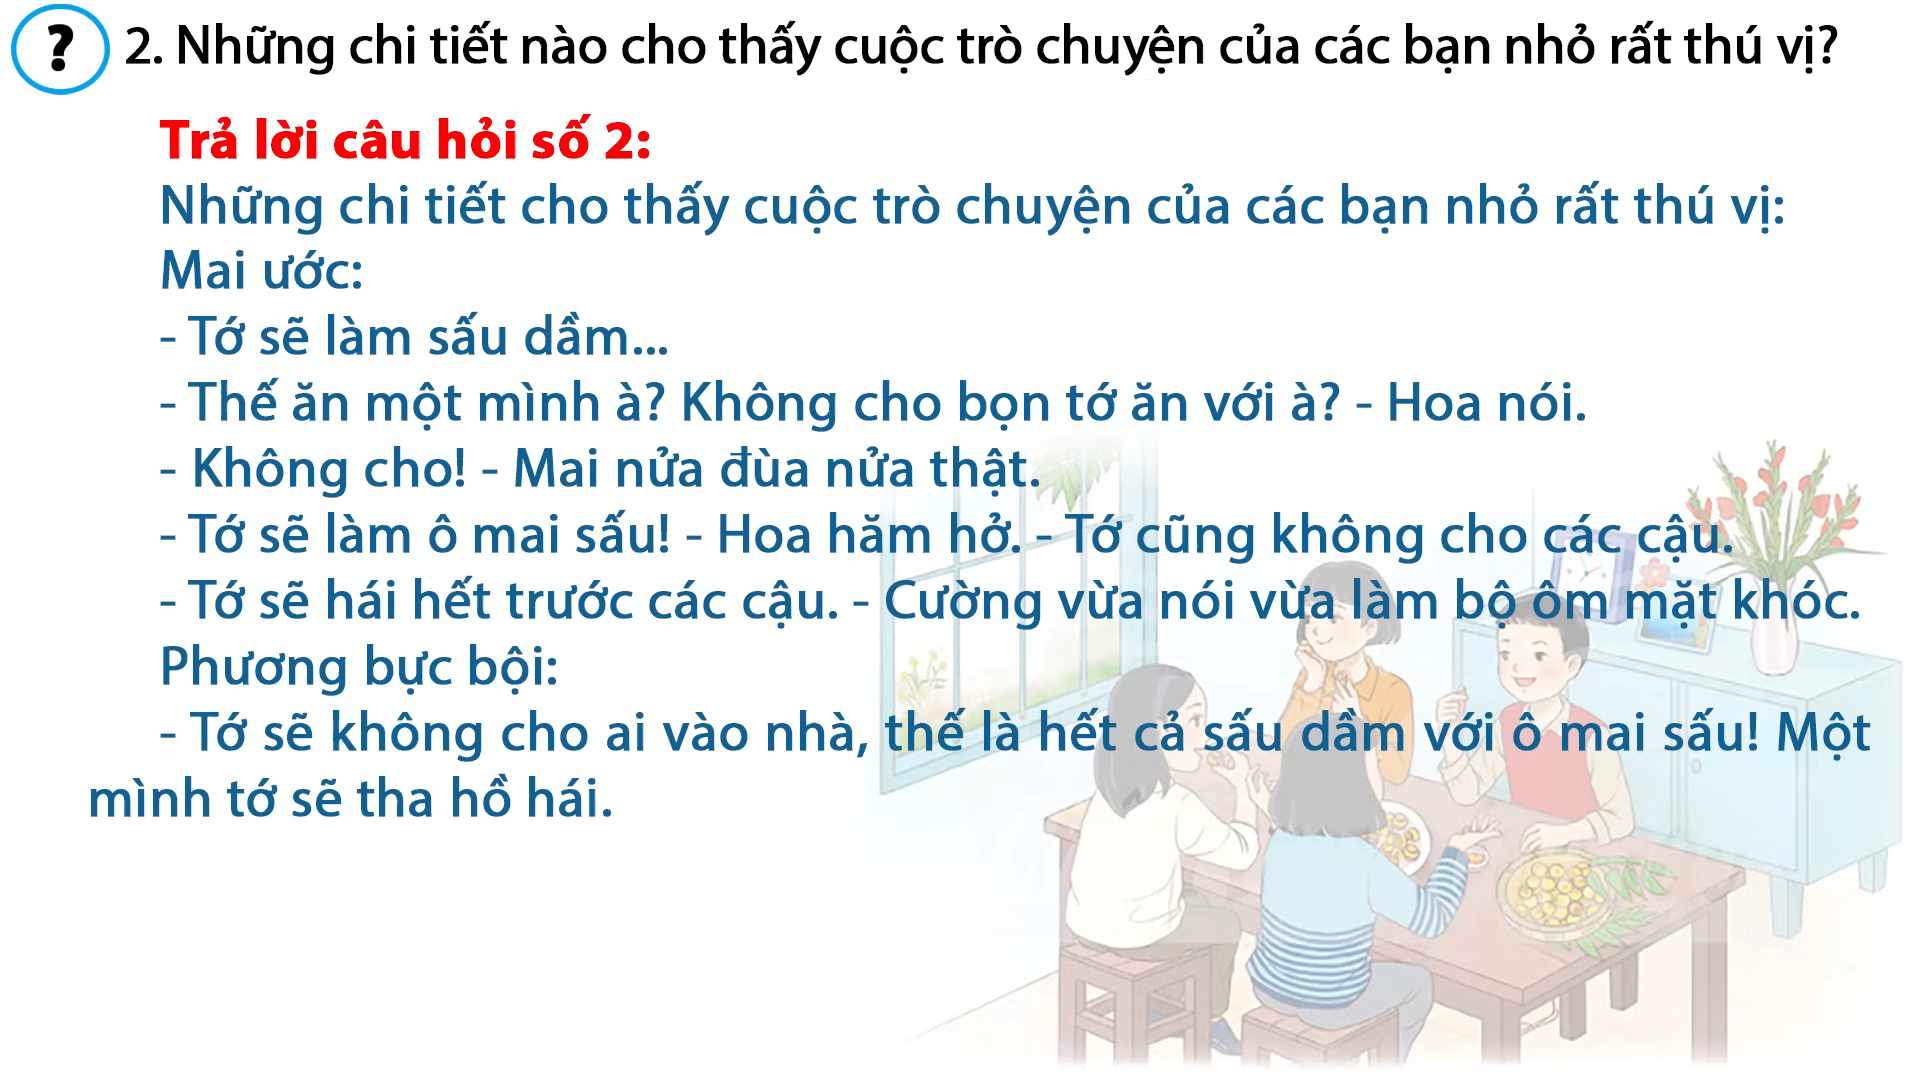 ? 2. Những chi tiết nào cho thấy cuộc trò chuyện của các bạn nhỏ rất thú vị?
Trả lời câu hỏi số 2:
Những chi tiết cho thấy cuộc trò chuyện của các bạn nhỏ rất thú vị:
Mai ước:
- Tớ sẽ làm sấu dầm...
- Thế ăn một mình à? Không cho bọn tớ ăn với à? - Hoa nói.
- Không cho! - Mai nửa đùa nửa thật.
- Tớ sẽ làm ô mai sấu! - Hoa hăm hở. - Tớ cũng không cho các cậu.
- Tớ sẽ hái hết trước các cậu. - Cường vừa nói vừa làm bộ ôm mặt khóc.
Phương bực bội:
- Tớ sẽ không cho ai vào nhà, thế là hết cả sấu dầm với ô mai sấu! Một
mình tớ sẽ tha hồ hái.